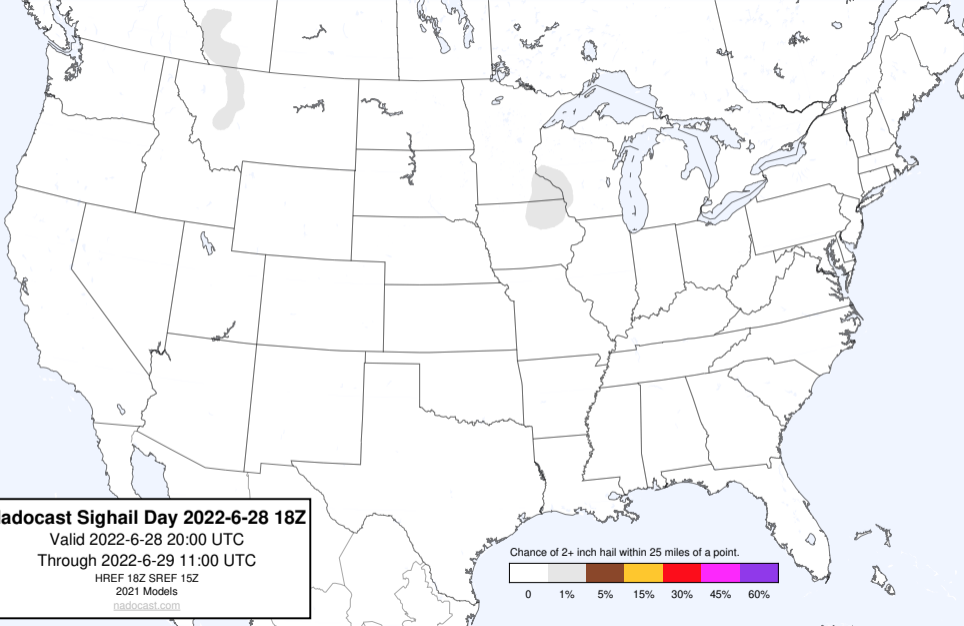 adocast Sighail Day 2022-6-28 18Z
Valid 2022-6-28 20:00 UTC
Through 2022-6-29 11:00 UTC
HREF 18Z SREF 15Z
2021 Models
nadocast.com
Chance of 2+ inch hail within 25 miles of a point.
0 1% 5% 15% 30% 45% 60%